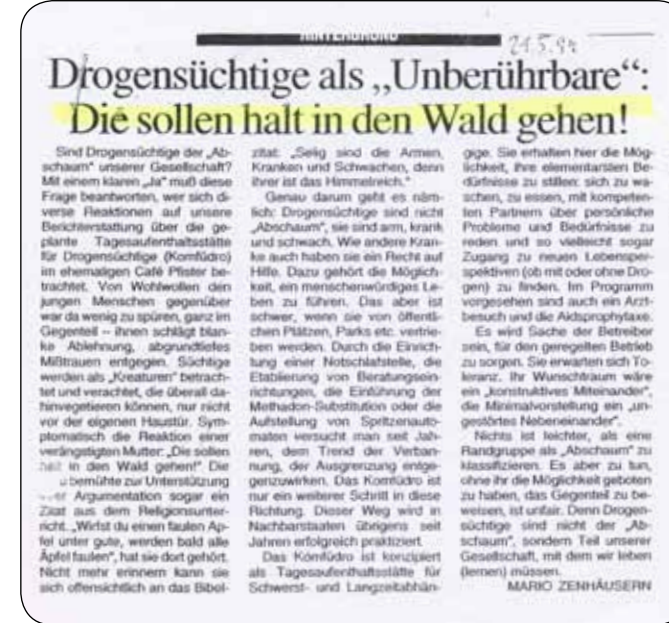 HINTERGRUND
21.5.94
Drogensüchtige als „Unberührbare“:
Die sollen halt in den Wald gehen!
Sind Drogensüchtige der „Ab-
schaum“ unserer Gesellschaft?
Mit einem klaren „Ja“ muß diese
Frage beantworten, wer sich di-
verse Reaktionen auf unsere
Berichterstattung über die ge-
plante Tagesaufenthaltsstätte
für Drogensüchtige (Komfüdro)
im ehemaligen Café Pfister be-
trachtet. Von Wohlwollen den
jungen Menschen gegenüber
war da wenig zu spüren, ganz im
Gegenteil – ihnen schlägt blan-
ke Ablehnung, abgrundtiefes
Mißtrauen entgegen. Süchtige
werden als „Kreaturen“ betrach-
tet und verachtet, die überall da-
hinvegetieren können, nur nicht
vor der eigenen Haustür. Sym-
ptomatisch die Reaktion einer
verängstigten Mutter: „Die sollen
halt in den Wald gehen!“ Die
bemühte zur Unterstützung
Argumentation sogar ein
Zitat aus dem Religionsunter-
richt. „Wirfst du einen faulen Ap-
fel unter gute, werden bald alle
Äpfel faulen“, hat sie dort gehört.
Nicht mehr erinnern kann sie
sich offensichtlich an das Bibel-
zitat: „Selig sind die Armen,
Kranken und Schwachen, denn
ihrer ist das Himmelreich.“
Genau darum geht es näm-
lich: Drogensüchtige sind nicht
„Abschaum“, sie sind arm, krank
und schwach. Wie andere Kran-
ke auch haben sie ein Recht auf
Hilfe. Dazu gehört die Möglich-
keit, ein menschenwürdiges Le-
ben zu führen. Das aber ist
schwer, wenn sie von öffentli-
chen Plätzen, Parks etc. vertrie-
ben werden. Durch die Einrich-
tung einer Notschlafstelle, die
Etablierung von Beratungsein-
richtungen, die Einführung der
Methadon-Substitution oder die
Aufstellung von Spritzenauto-
maten versucht man seit Jah-
ren, dem Trend der Verban-
nung, der Ausgrenzung entge-
genzuwirken. Das Komfüdro ist
nur ein weiterer Schritt in diese
Richtung. Dieser Weg wird in
Nachbarstaaten übrigens seit
Jahren erfolgreich praktiziert.
Das Komfüdro ist konzipiert
als Tagesaufenthaltsstätte für
Schwerst- und Langzeitabhän-
gige. Sie erhalten hier die Mög-
lichkeit, ihre elementarsten Be-
dürfnisse zu stillen: sich zu wa-
schen, zu essen, mit kompeten-
ten Partnern über persönliche
Probleme und Bedürfnisse zu
reden und so vielleicht sogar
Zugang zu neuen Lebensper-
spektiven (ob mit oder ohne Dro-
gen) zu finden. Im Programm
vorgesehen sind auch ein Arzt-
besuch und die Aidsprophylaxe.
Es wird Sache der Betreiber
sein, für den geregelten Betrieb
zu sorgen. Sie erwarten sich To-
leranz. Ihr Wunschtraum wäre
ein „konstruktives Miteinander“,
die Minimalvorstellung ein „un-
gestörtes Nebeneinander“.
Nichts ist leichter, als eine
Randgruppe als „Abschaum“ zu
klassifizieren. Es aber zu tun,
ohne ihr die Möglichkeit geboten
zu haben, das Gegenteil zu be-
weisen, ist unfair. Denn Drogen-
süchtige sind nicht der „Ab-
schaum“, sondern Teil unserer
Gesellschaft, mit dem wir leben
(lernen) müssen.
MARIO ZENHÄUSERN